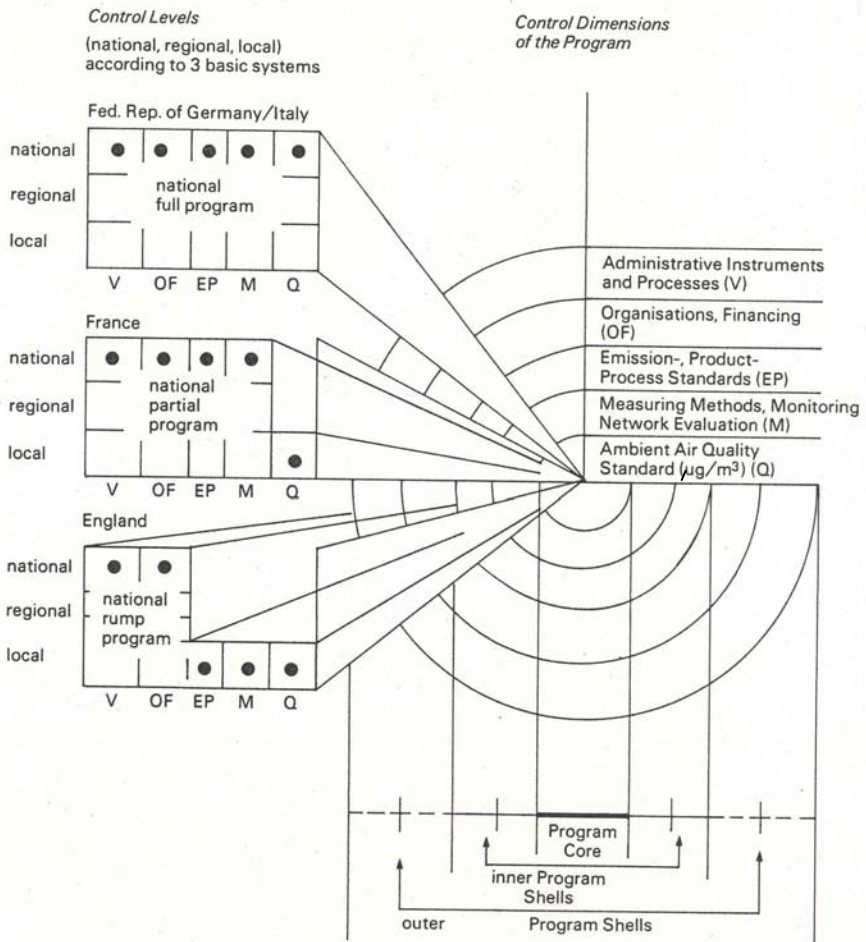 Control Levels
(national, regional, local)
according to 3 basic systems
Control Dimensions
of the Program
Fed. Rep. of Germany/Italy
national
regional
local
national
full program
V OF EP M Q
France
national
regional
local
national
partial
program
V OF EP M Q
England
national
regional
local
national
rump
program
V OF EP M Q
Administrative Instruments
and Processes (V)
Organisations, Financing
(OF)
Emission-, Product-
Process Standards (EP)
Measuring Methods, Monitoring
Network Evaluation (M)
Ambient Air Quality
Standard (µg/m³) (Q)
Program
Core
inner Program
Shells
outer Program Shells